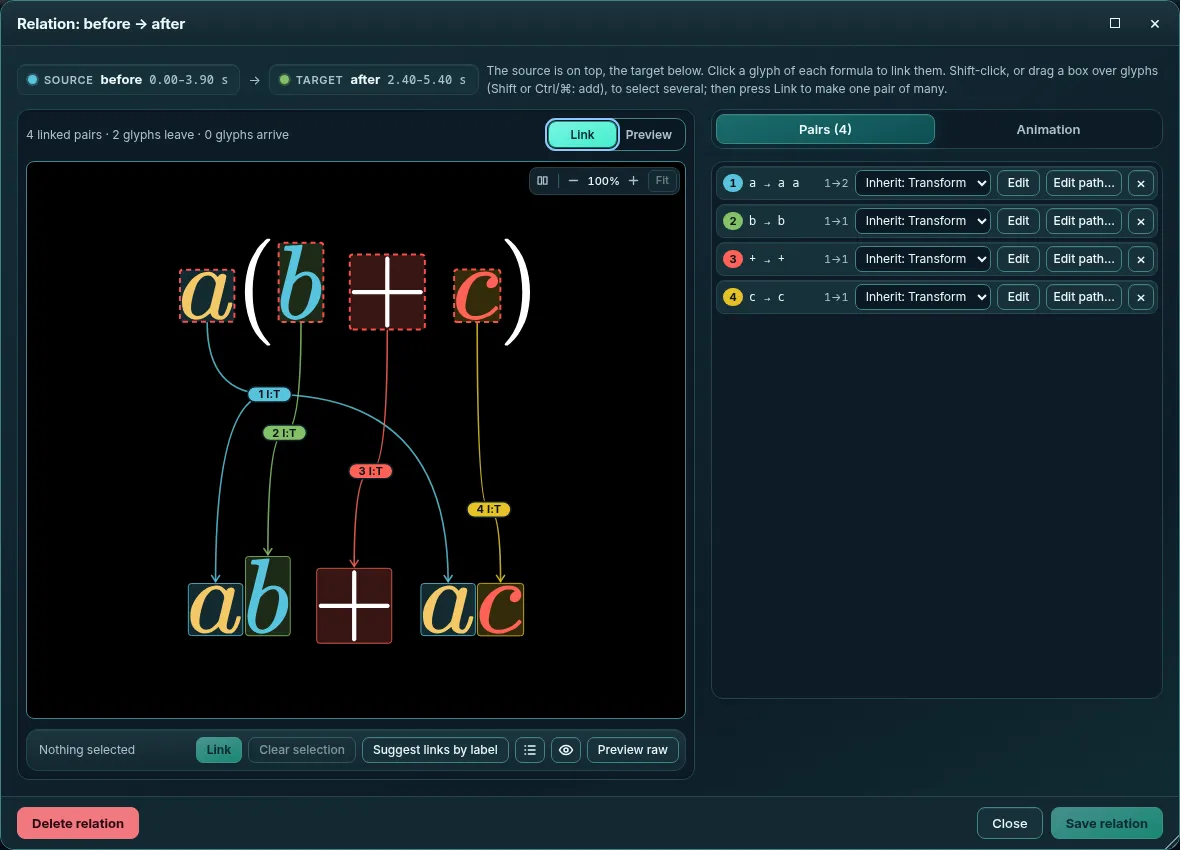 Relation: before → after
SOURCE before 0.00–3.90 s → TARGET after 2.40–5.40 s
The source is on top, the target below. Click a glyph of each formula to link them. Shift-click, or drag a box over glyphs
(Shift or Ctrl/⌘: add), to select several; then press Link to make one pair of many.
4 linked pairs · 2 glyphs leave · 0 glyphs arrive
Link Preview
− 100% + Fit
a(b + c)
1 I:T
2 I:T
3 I:T
4 I:T
ab + ac
Nothing selected Link Clear selection Suggest links by label Preview raw
Pairs (4) Animation
1 a → a a 1→2 Inherit: Transform Edit Edit path... ×
2 b → b 1→1 Inherit: Transform Edit Edit path... ×
3 + → + 1→1 Inherit: Transform Edit Edit path... ×
4 c → c 1→1 Inherit: Transform Edit Edit path... ×
Delete relation Close Save relation